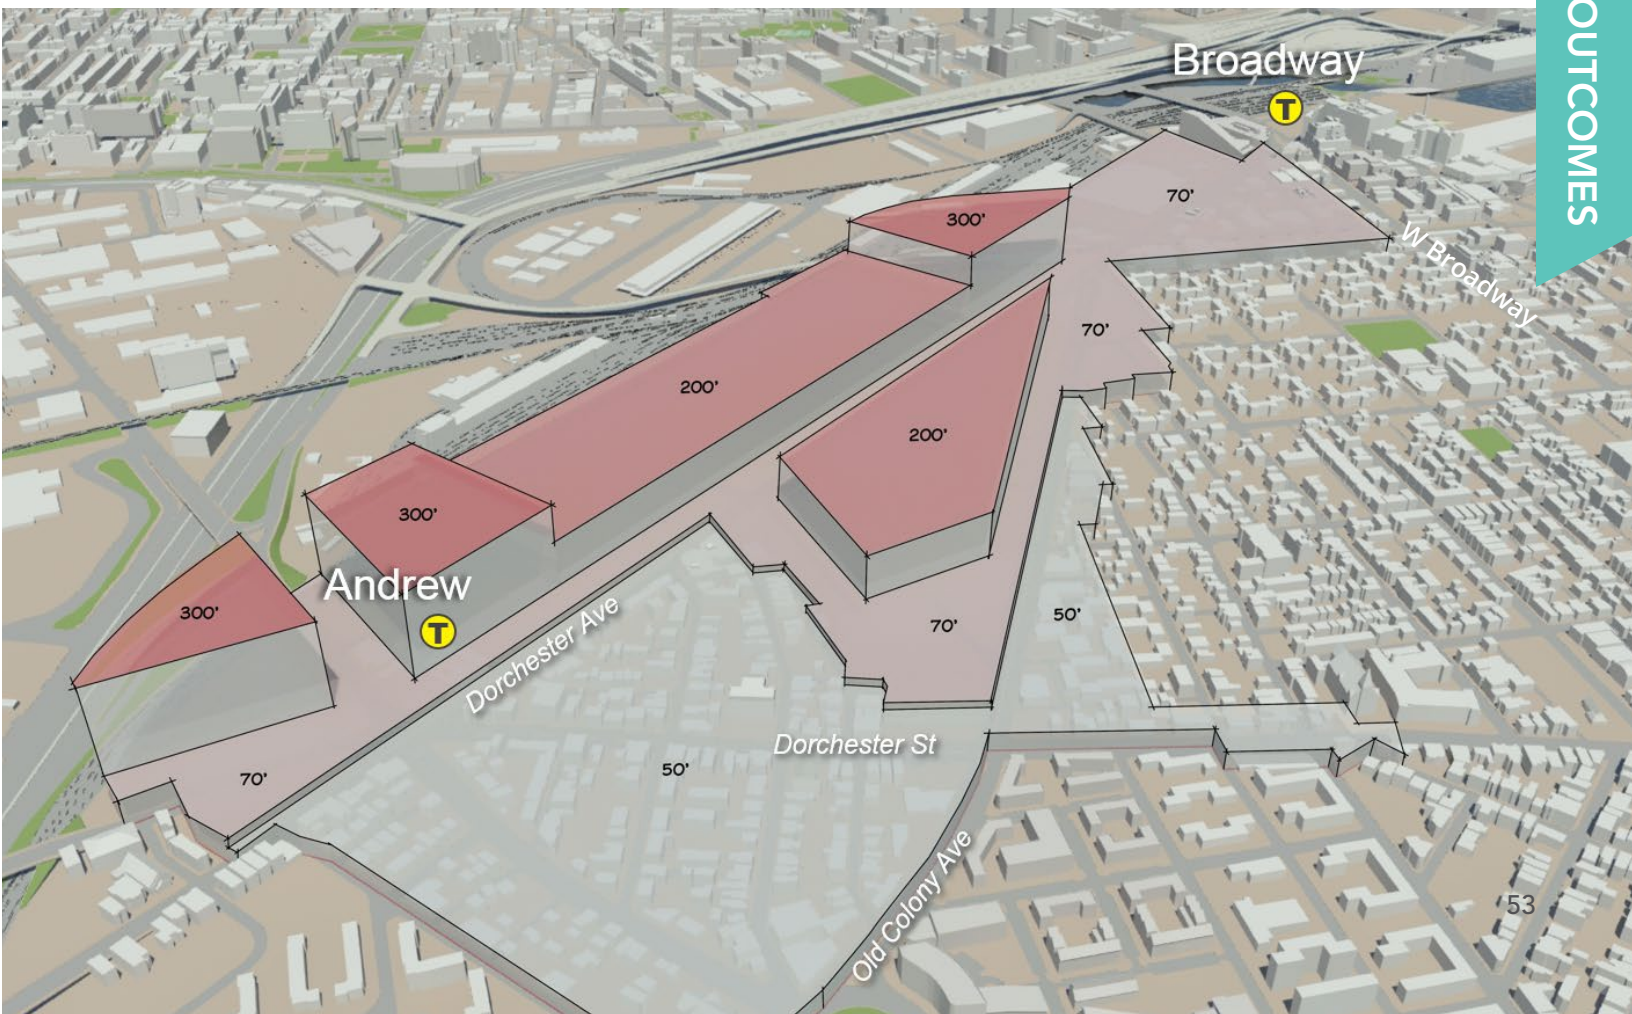 OUTCOMES
Broadway
T
70'
300'
W Broadway
70'
200'
200'
300'
Andrew
T
300'
Dorchester Ave
70'
50'
Dorchester St
50'
70'
Old Colony Ave
53